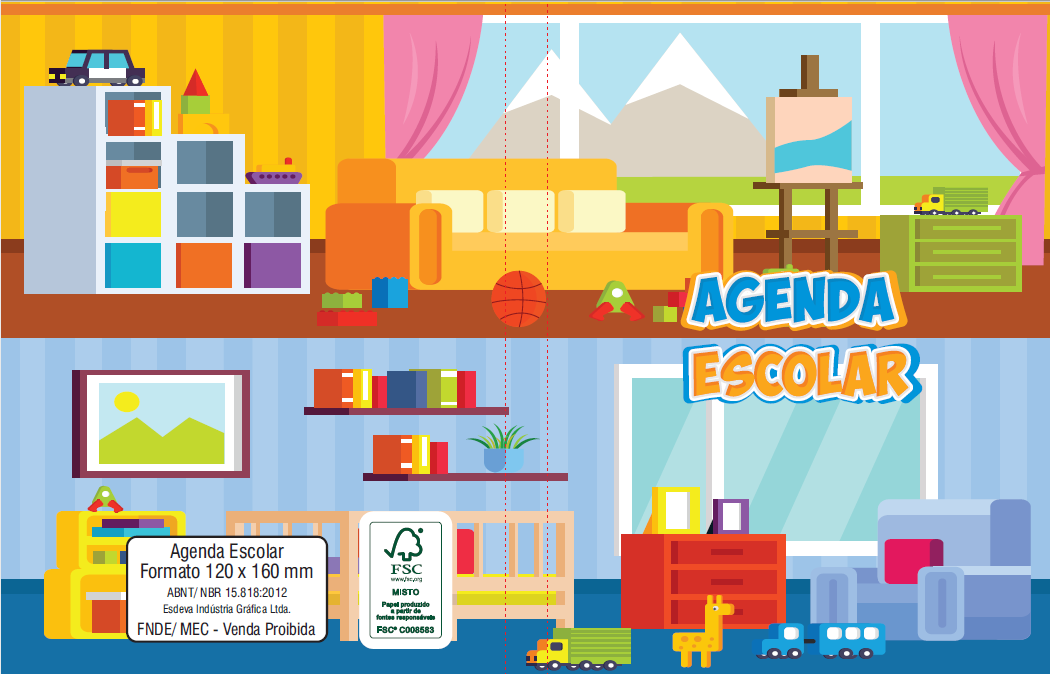 AGENDA
ESCOLAR
Agenda Escolar
Formato 120 x 160 mm
ABNT/ NBR 15.818:2012
Esdeva Indústria Gráfica Ltda.
FNDE/ MEC - Venda Proibida
FSC
www.fsc.org
MISTO
Papel produzido
a partir de
fontes responsáveis
FSC® C008583